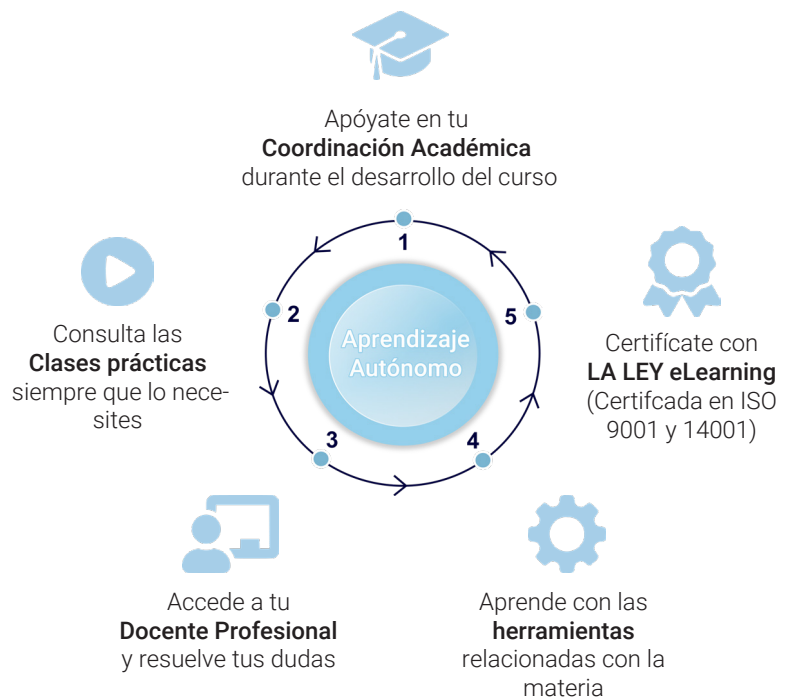 Apóyate en tu
Coordinación Académica
durante el desarrollo del curso
1
Consulta las
Clases prácticas
siempre que lo nece-
sites
2
Aprendizaje
Autónomo
5
Certifícate con
LA LEY eLearning
(Certifcada en ISO
9001 y 14001)
3
4
Accede a tu
Docente Profesional
y resuelve tus dudas
Aprende con las
herramientas
relacionadas con la
materia